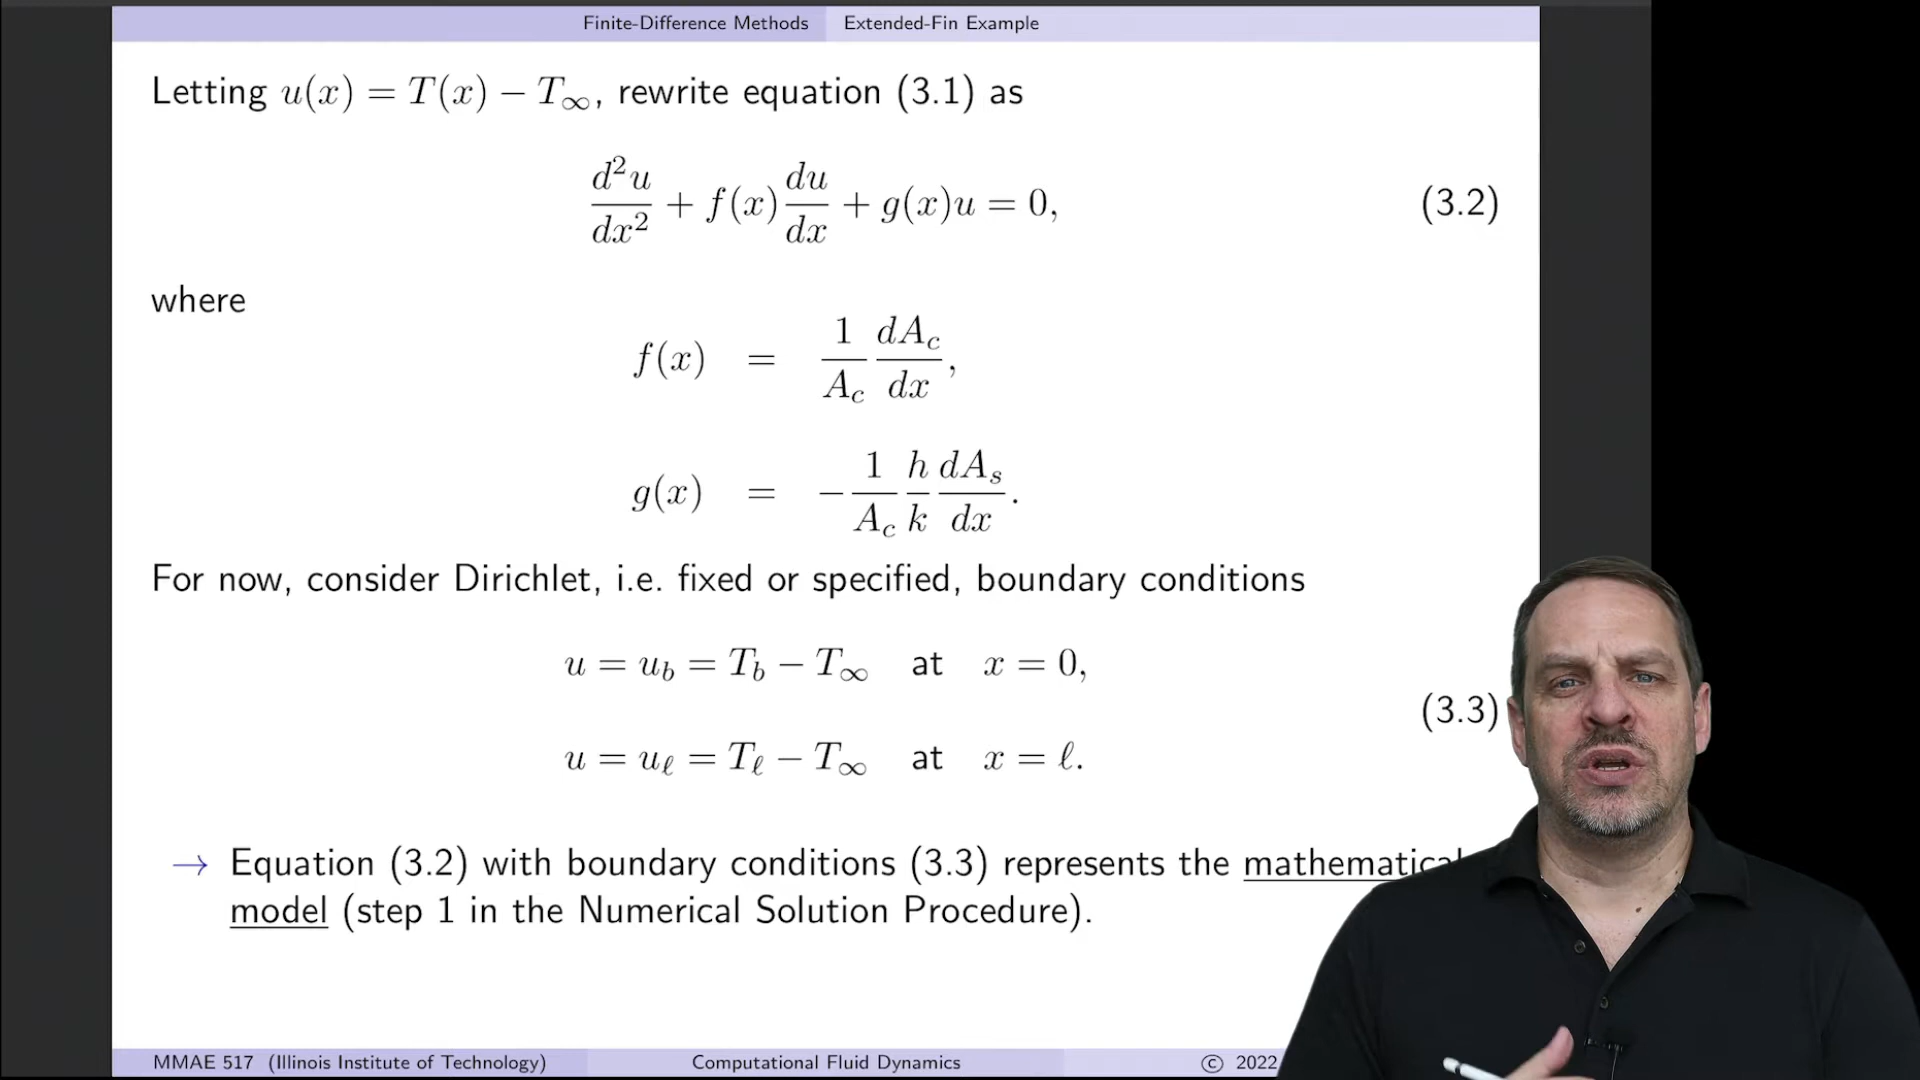 Finite-Difference Methods Extended-Fin Example
Letting u(x) = T(x) − T∞, rewrite equation (3.1) as
d²u/dx² + f(x) du/dx + g(x)u = 0, (3.2)
where
f(x) = 1/A_c dA_c/dx,
g(x) = −1/A_c h/k dA_s/dx.
For now, consider Dirichlet, i.e. fixed or specified, boundary conditions
u = u_b = T_b − T∞ at x = 0,
(3.3)
u = u_ℓ = T_ℓ − T∞ at x = ℓ.
→ Equation (3.2) with boundary conditions (3.3) represents the mathematical
model (step 1 in the Numerical Solution Procedure).
MMAE 517 (Illinois Institute of Technology) Computational Fluid Dynamics © 2022